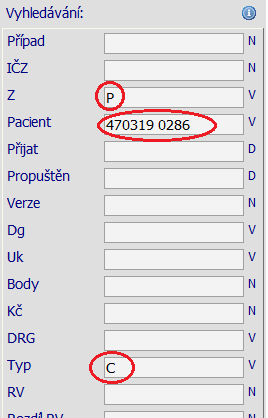 Vyhledávání:
Případ N
IČZ N
Z P V
Pacient 470319 0286 V
Přijat D
Propuštěn D
Verze N
Dg V
Uk V
Body N
Kč N
DRG V
Typ C V
RV N